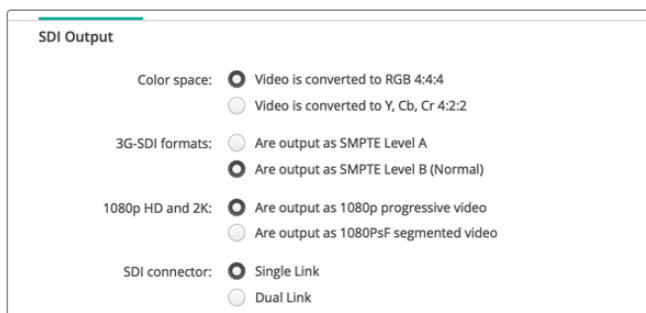 SDI Output
Color space: Video is converted to RGB 4:4:4
Video is converted to Y, Cb, Cr 4:2:2
3G-SDI formats: Are output as SMPTE Level A
Are output as SMPTE Level B (Normal)
1080p HD and 2K: Are output as 1080p progressive video
Are output as 1080PsF segmented video
SDI connector: Single Link
Dual Link